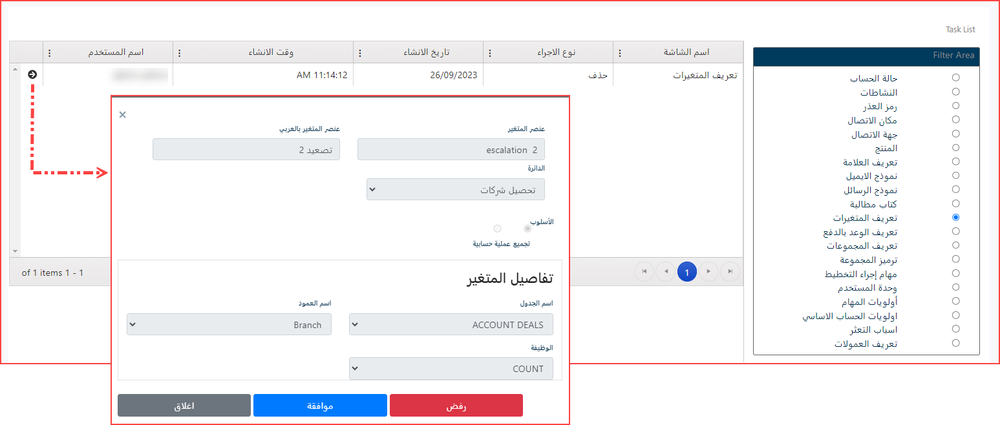 Task List
Filter Area
حالة الحساب
النشاطات
رمز العذر
مكان الاتصال
جهة الاتصال
المنتج
تعريف العلامة
نموذج الايميل
نموذج الرسائل
كتاب مطالبة
تعريف المتغيرات
تعريف الوعد بالدفع
تعريف المجموعات
ترميز المجموعة
مهام إجراء التخطيط
وحدة المستخدم
أولويات المهام
اولويات الحساب الاساسي
اسباب التعثر
تعريف العمولات
اسم الشاشة نوع الاجراء تاريخ الانشاء وقت الانشاء اسم المستخدم
تعريف المتغيرات حذف 26/09/2023 AM 11:14:12
1
of 1 items 1 - 1
×
عنصر المتغير عنصر المتغير بالعربي
escalation 2 تصعيد 2
الدائرة
تحصيل شركات
الأسلوب
تجميع عملية حسابية
تفاصيل المتغير
اسم الجدول اسم العمود
ACCOUNT DEALS Branch
الوظيفة
COUNT
رفض موافقة اغلاق